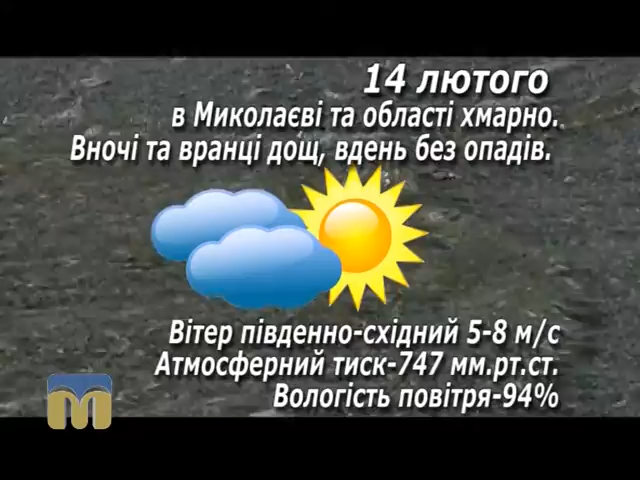 14 лютого
в Миколаєві та області хмарно.
Вночі та вранці дощ, вдень без опадів.
Вітер південно-східний 5-8 м/с
Атмосферний тиск-747 мм.рт.ст.
Вологість повітря-94%